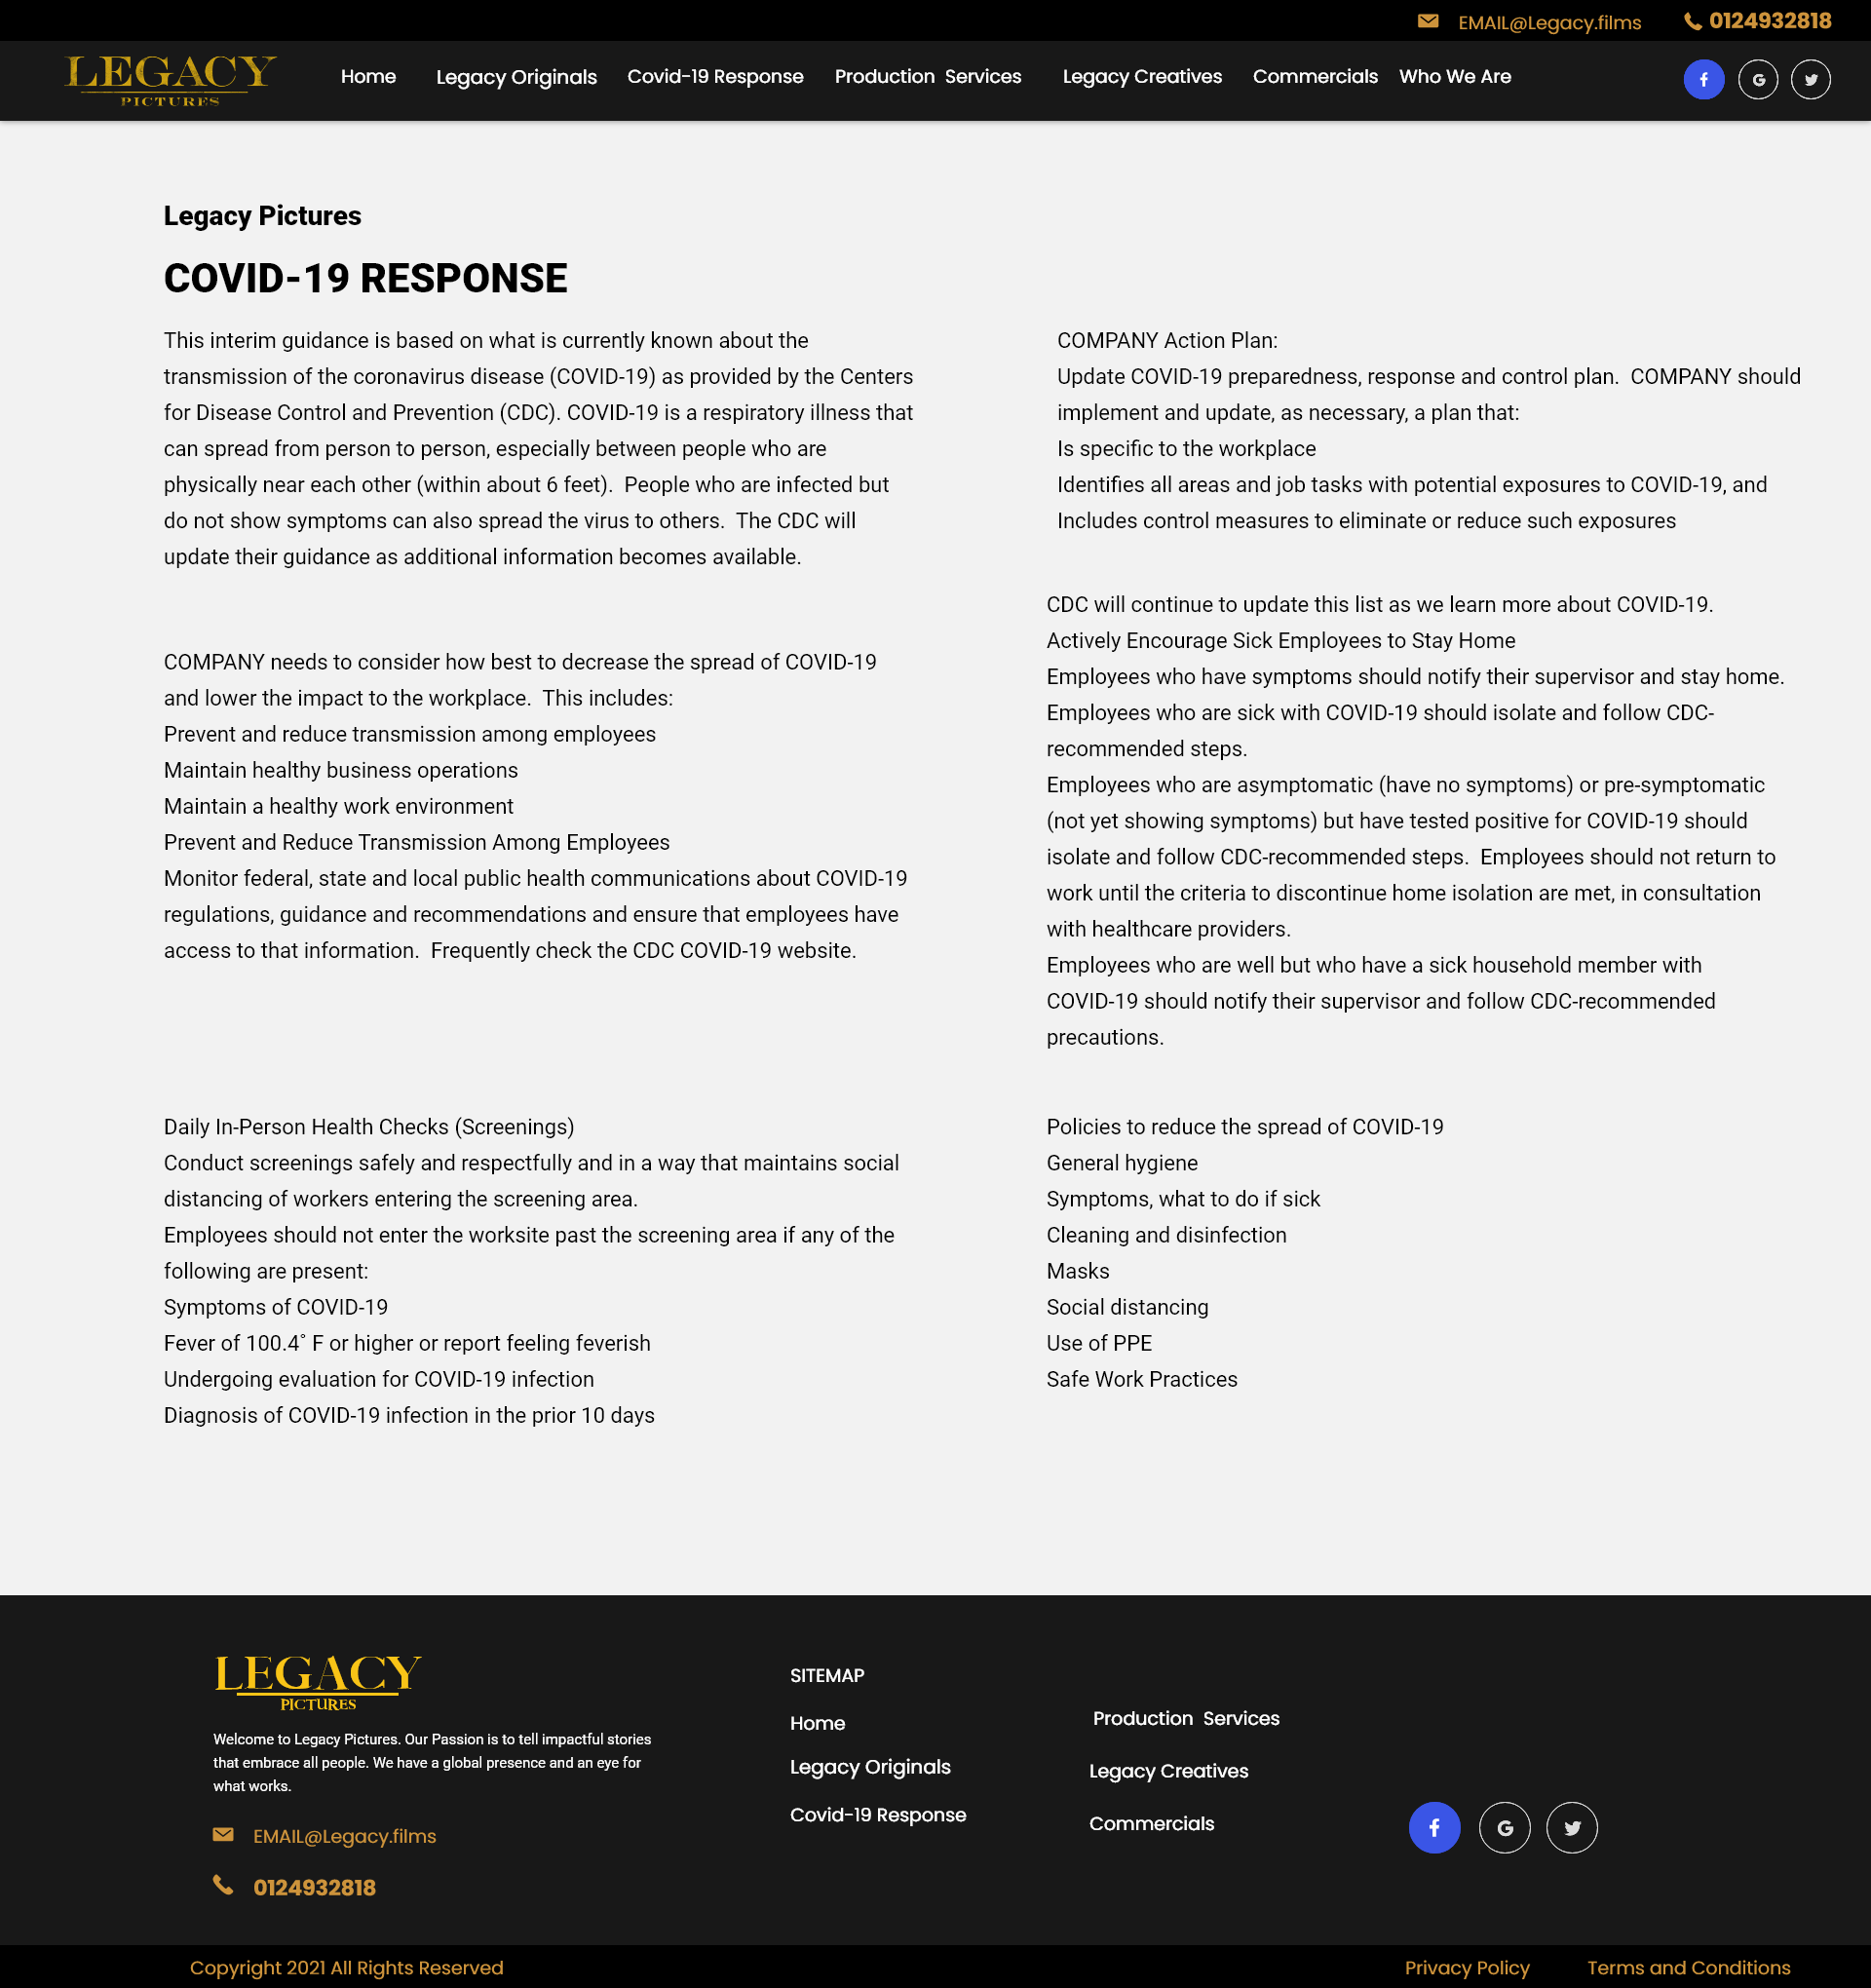 EMAIL@Legacy.films
0124932818
LEGACY
PICTURES
Home
Legacy Originals
Covid-19 Response
Production Services
Legacy Creatives
Commercials
Who We Are
Legacy Pictures
COVID-19 RESPONSE
This interim guidance is based on what is currently known about the
transmission of the coronavirus disease (COVID-19) as provided by the Centers
for Disease Control and Prevention (CDC). COVID-19 is a respiratory illness that
can spread from person to person, especially between people who are
physically near each other (within about 6 feet). People who are infected but
do not show symptoms can also spread the virus to others. The CDC will
update their guidance as additional information becomes available.
COMPANY needs to consider how best to decrease the spread of COVID-19
and lower the impact to the workplace. This includes:
Prevent and reduce transmission among employees
Maintain healthy business operations
Maintain a healthy work environment
Prevent and Reduce Transmission Among Employees
Monitor federal, state and local public health communications about COVID-19
regulations, guidance and recommendations and ensure that employees have
access to that information. Frequently check the CDC COVID-19 website.
Daily In-Person Health Checks (Screenings)
Conduct screenings safely and respectfully and in a way that maintains social
distancing of workers entering the screening area.
Employees should not enter the worksite past the screening area if any of the
following are present:
Symptoms of COVID-19
Fever of 100.4˚ F or higher or report feeling feverish
Undergoing evaluation for COVID-19 infection
Diagnosis of COVID-19 infection in the prior 10 days
COMPANY Action Plan:
Update COVID-19 preparedness, response and control plan. COMPANY should
implement and update, as necessary, a plan that:
Is specific to the workplace
Identifies all areas and job tasks with potential exposures to COVID-19, and
Includes control measures to eliminate or reduce such exposures
CDC will continue to update this list as we learn more about COVID-19.
Actively Encourage Sick Employees to Stay Home
Employees who have symptoms should notify their supervisor and stay home.
Employees who are sick with COVID-19 should isolate and follow CDC-
recommended steps.
Employees who are asymptomatic (have no symptoms) or pre-symptomatic
(not yet showing symptoms) but have tested positive for COVID-19 should
isolate and follow CDC-recommended steps. Employees should not return to
work until the criteria to discontinue home isolation are met, in consultation
with healthcare providers.
Employees who are well but who have a sick household member with
COVID-19 should notify their supervisor and follow CDC-recommended
precautions.
Policies to reduce the spread of COVID-19
General hygiene
Symptoms, what to do if sick
Cleaning and disinfection
Masks
Social distancing
Use of PPE
Safe Work Practices
LEGACY
PICTURES
Welcome to Legacy Pictures. Our Passion is to tell impactful stories
that embrace all people. We have a global presence and an eye for
what works.
EMAIL@Legacy.films
0124932818
SITEMAP
Home
Legacy Originals
Covid-19 Response
Production Services
Legacy Creatives
Commercials
Copyright 2021 All Rights Reserved
Privacy Policy
Terms and Conditions